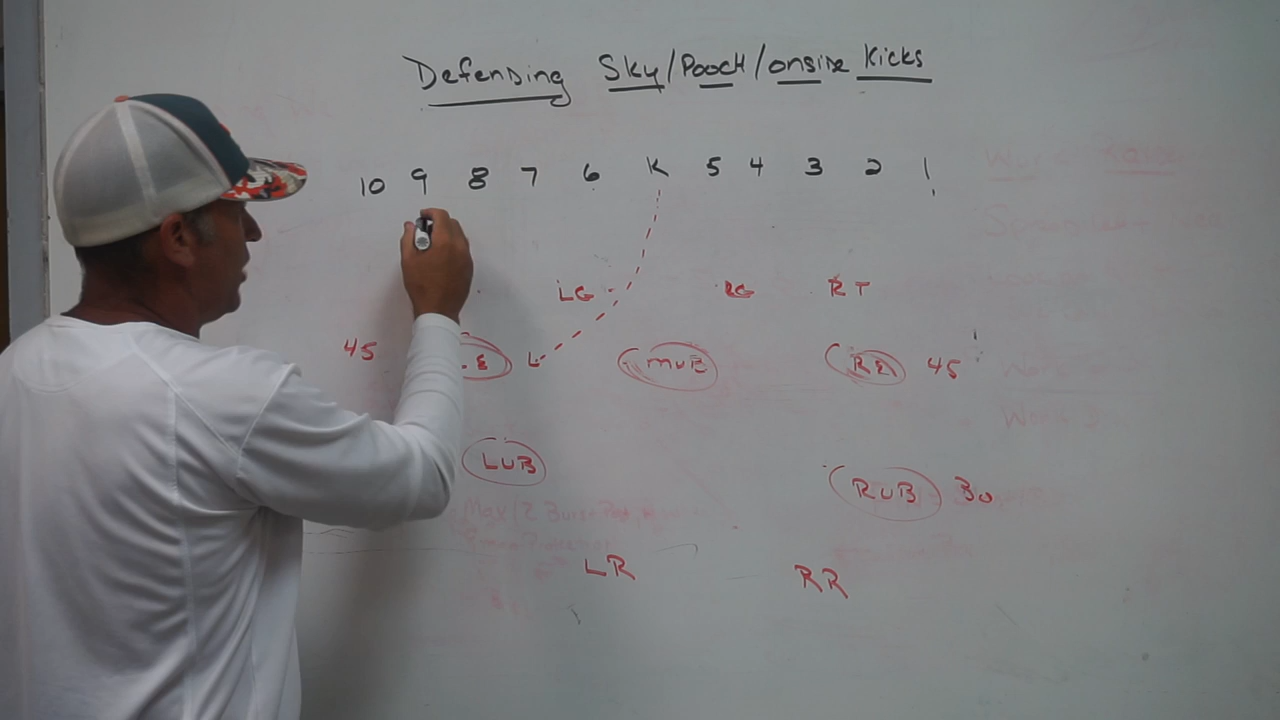 Defending Sky/Pooch/onside Kicks
10 9 8 7 6 K 5 4 3 2 1
LG RG RT
45 E L MUB RE 45
LUB
RUB 30
LR RR